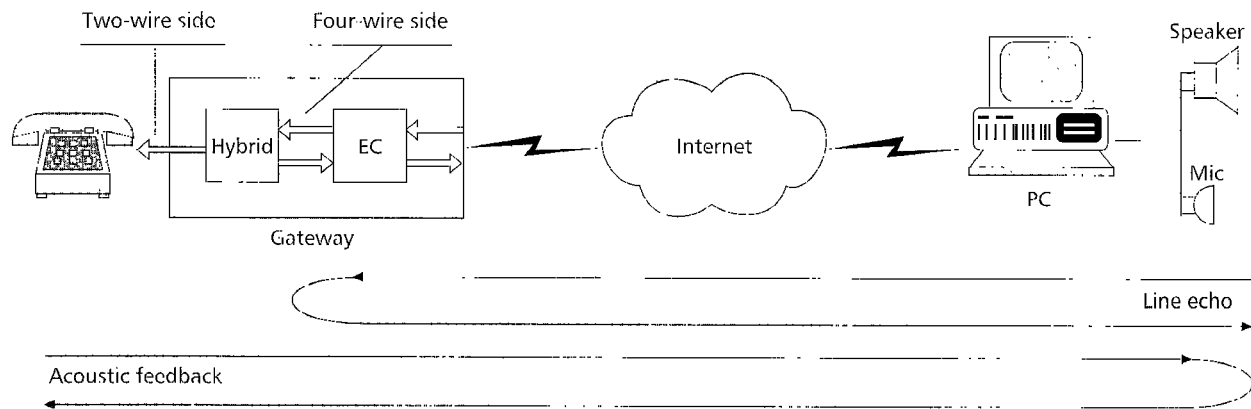 Two-wire side
Four-wire side
Speaker
Hybrid
EC
Internet
Mic
PC
Gateway
Line echo
Acoustic feedback